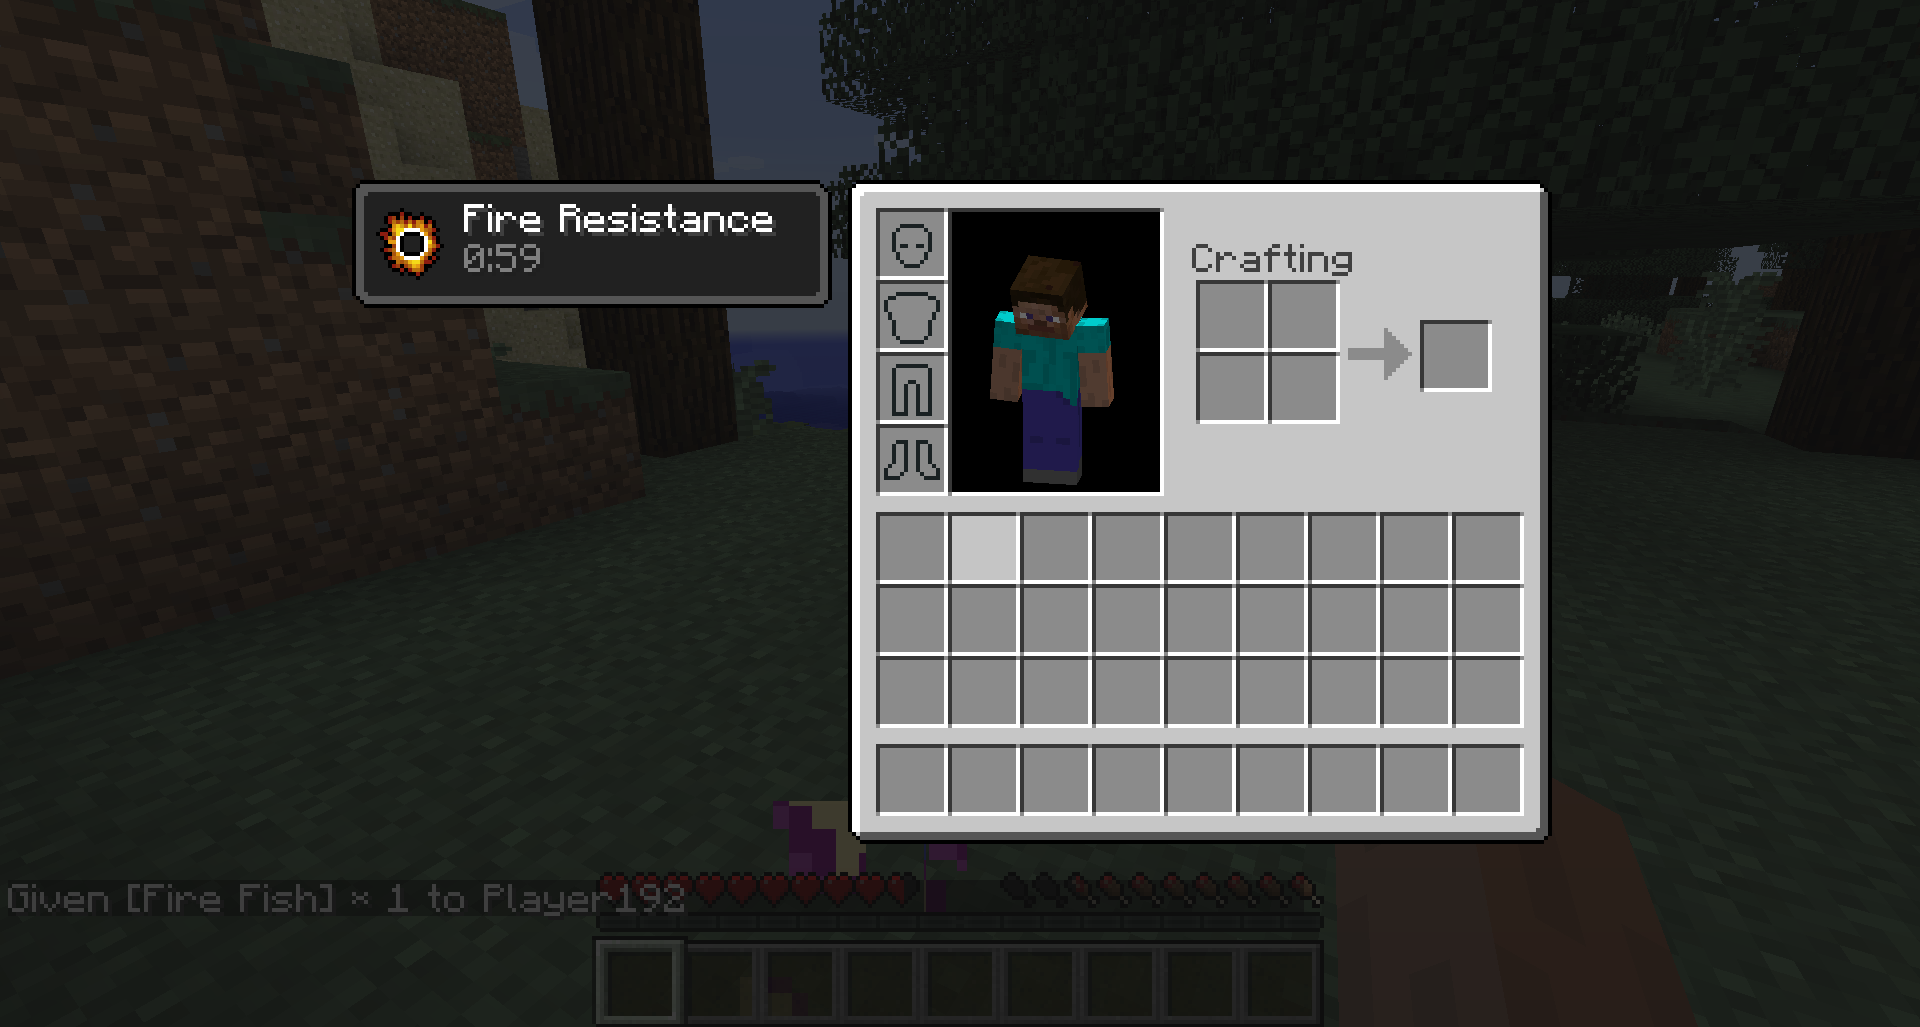 Fire Resistance
0:59
Crafting
Given [Fire Fish] × 1 to Player192